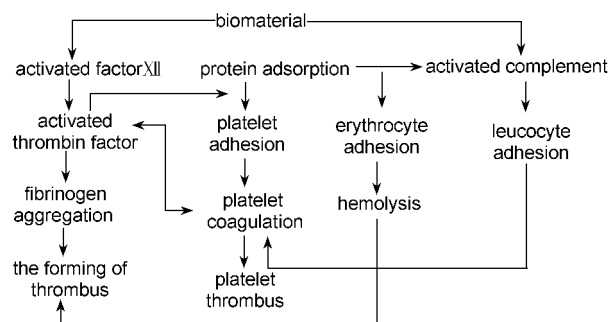 biomaterial
activated factorⅫ
protein adsorption
activated complement
activated
thrombin factor
platelet
adhesion
erythrocyte
adhesion
leucocyte
adhesion
fibrinogen
aggregation
platelet
coagulation
hemolysis
the forming of
thrombus
platelet
thrombus